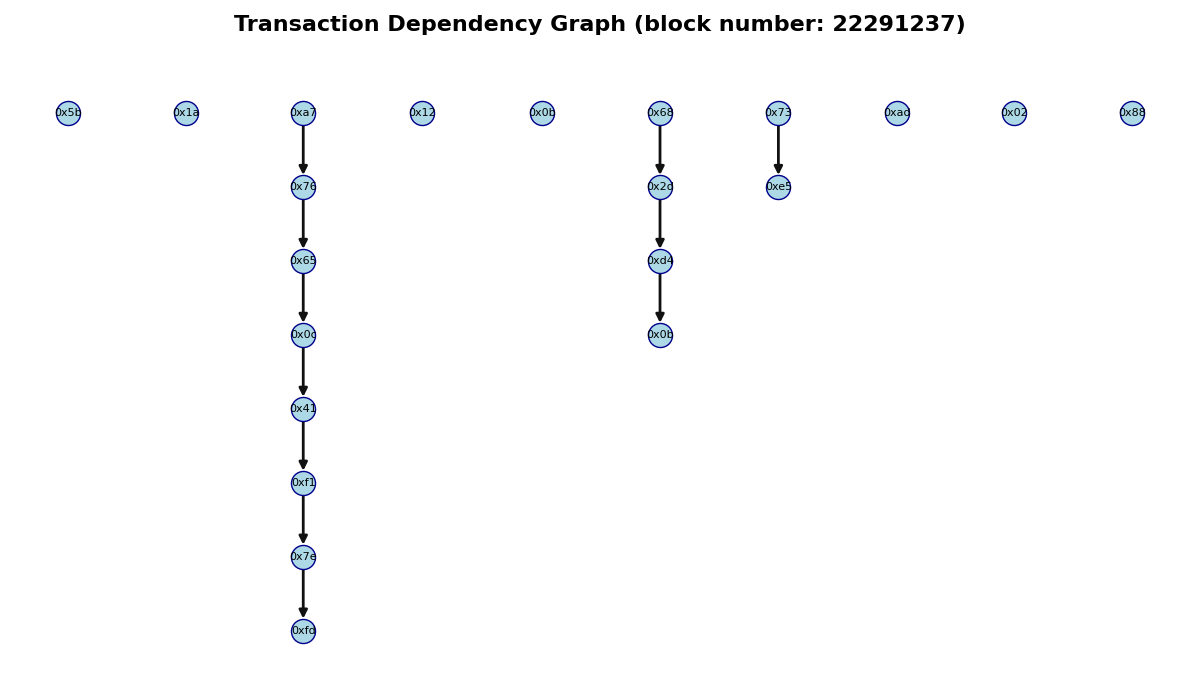 Transaction Dependency Graph (block number: 22291237)
0x5b 0x1a 0xa7 0x12 0x0b 0x68 0x73 0xad 0x02 0x88
0x76 0x2d 0xe5
0x65 0xd4
0x0c 0x0b
0x41
0xf1
0x7e
0xfd